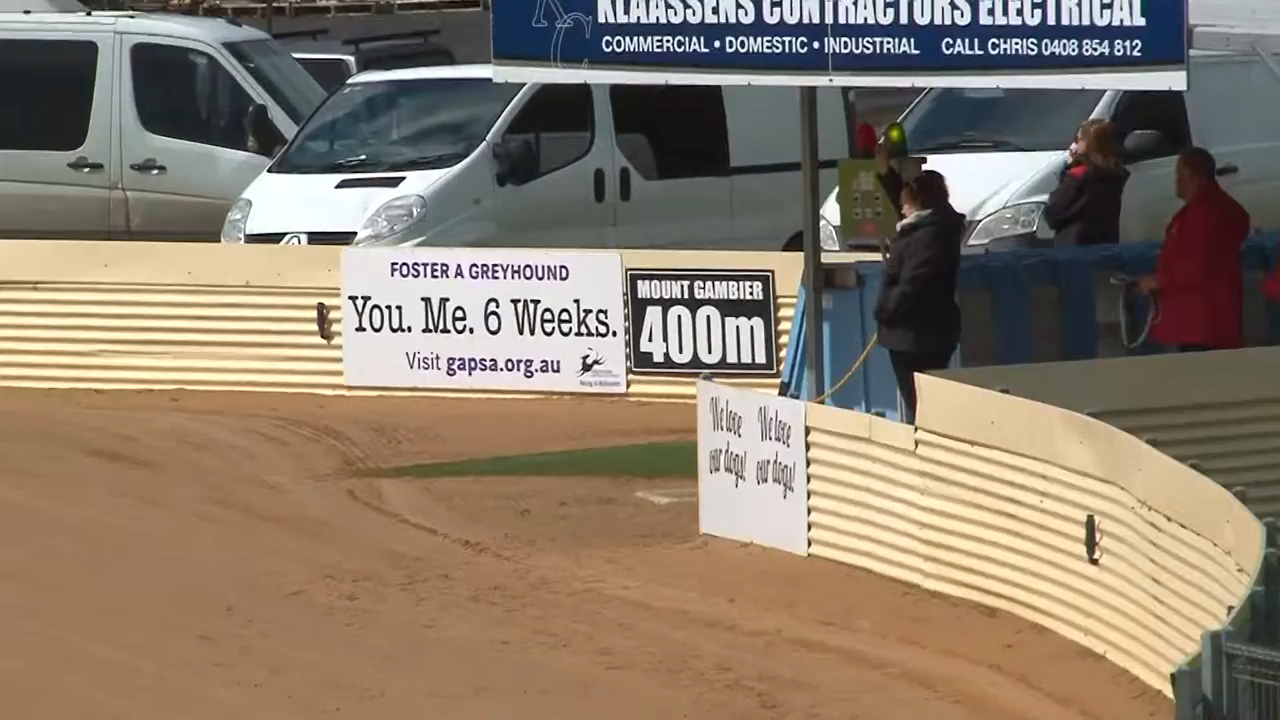 KLAASSENS CONTRACTORS ELECTRICAL
COMMERCIAL • DOMESTIC • INDUSTRIAL CALL CHRIS 0408 854 812
FOSTER A GREYHOUND
You. Me. 6 Weeks.
Visit gapsa.org.au
MOUNT GAMBIER
400m
We love
our dogs!
We love
our dogs!